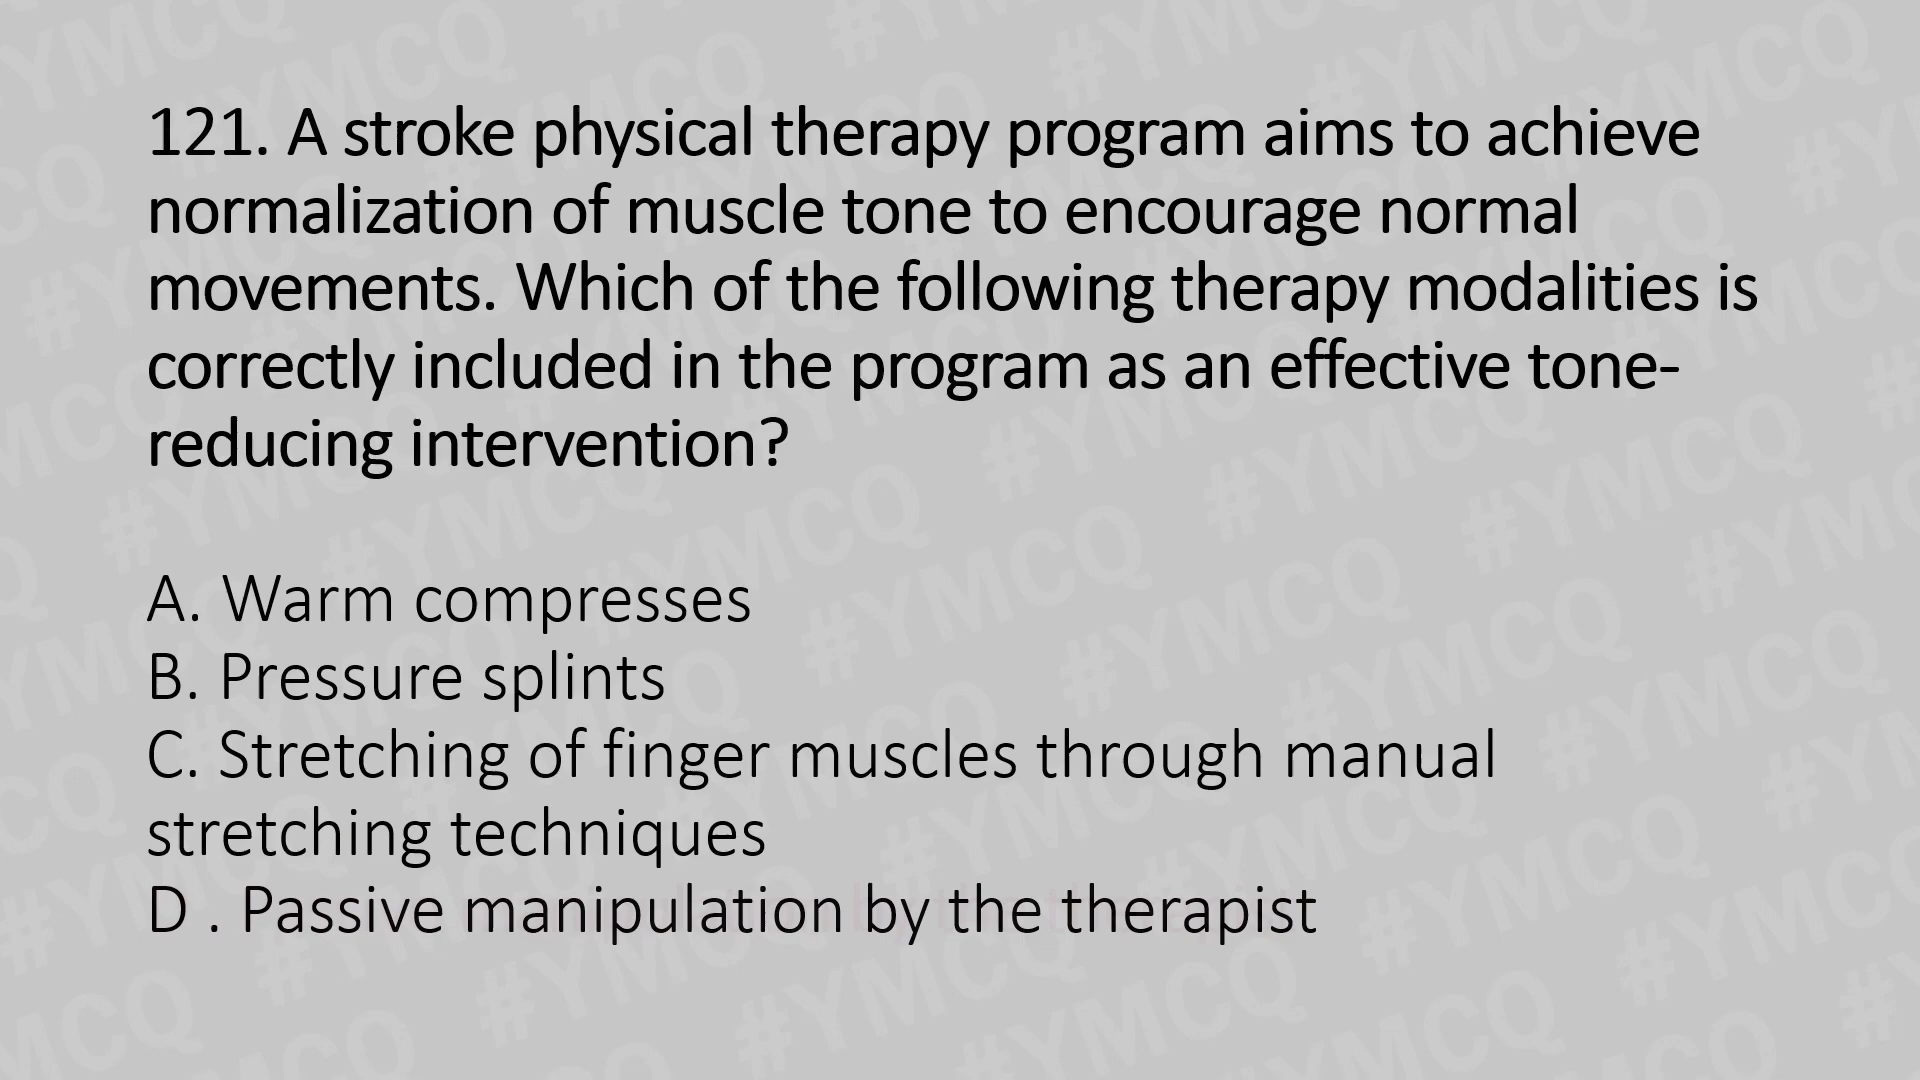 121. A stroke physical therapy program aims to achieve
normalization of muscle tone to encourage normal
movements. Which of the following therapy modalities is
correctly included in the program as an effective tone-
reducing intervention?
A. Warm compresses
B. Pressure splints
C. Stretching of finger muscles through manual
stretching techniques
D . Passive manipulation by the therapist
#YMCQ